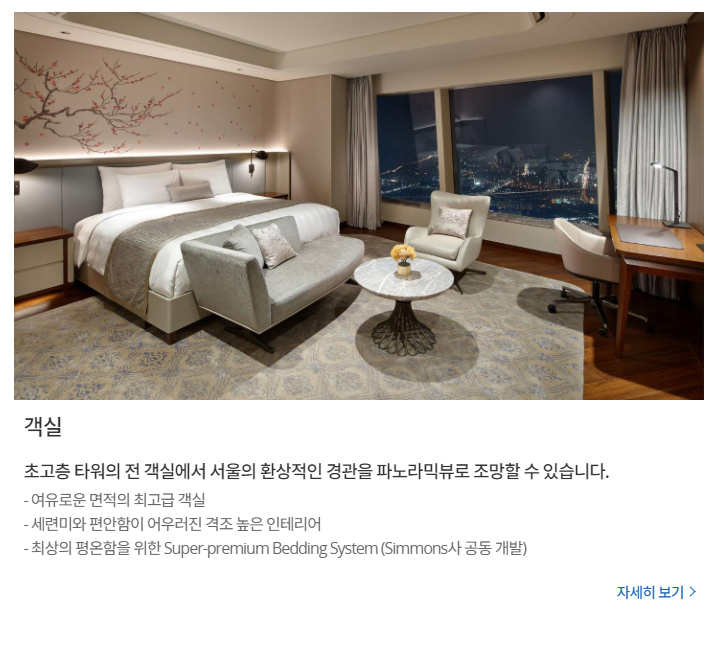 객실
초고층 타워의 전 객실에서 서울의 환상적인 경관을 파노라믹뷰로 조망할 수 있습니다.
- 여유로운 면적의 최고급 객실
- 세련미와 편안함이 어우러진 격조 높은 인테리어
- 최상의 평온함을 위한 Super-premium Bedding System (Simmons사 공동 개발)
자세히 보기 >